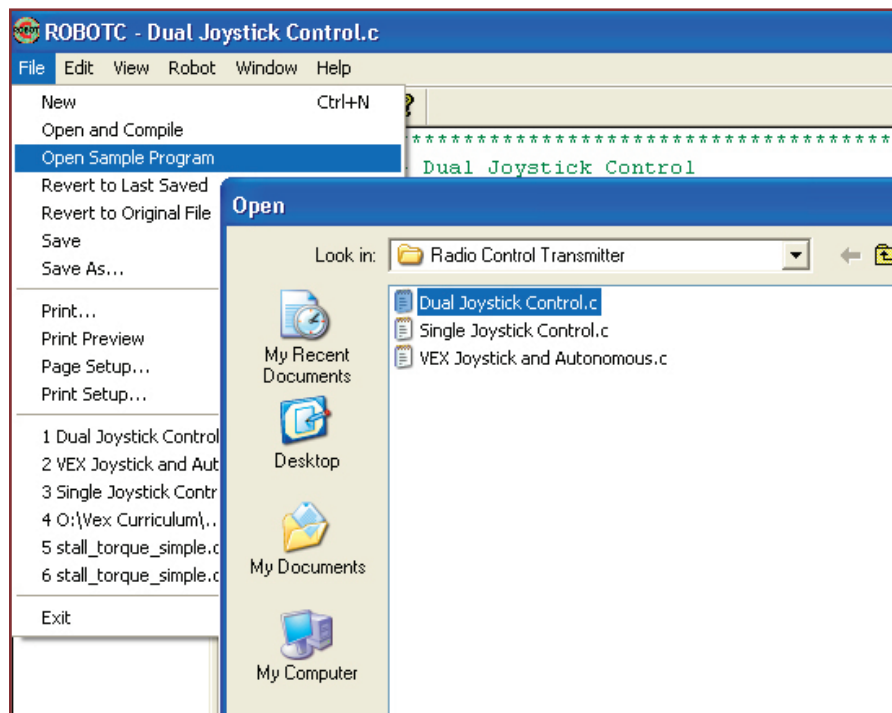 ROBOTC - Dual Joystick Control.c
File Edit View Robot Window Help
New Ctrl+N
Open and Compile
Open Sample Program
Revert to Last Saved
Revert to Original File
Save
Save As...
Print...
Print Preview
Page Setup...
Print Setup...
1 Dual Joystick Control
2 VEX Joystick and Aut
3 Single Joystick Contr
4 O:\Vex Curriculum\..
5 stall_torque_simple.c
6 stall_torque_simple.c
Exit
?
*************************************
Dual Joystick Control
Open
Look in: Radio Control Transmitter
Dual Joystick Control.c
Single Joystick Control.c
VEX Joystick and Autonomous.c
My Recent
Documents
Desktop
My Documents
My Computer